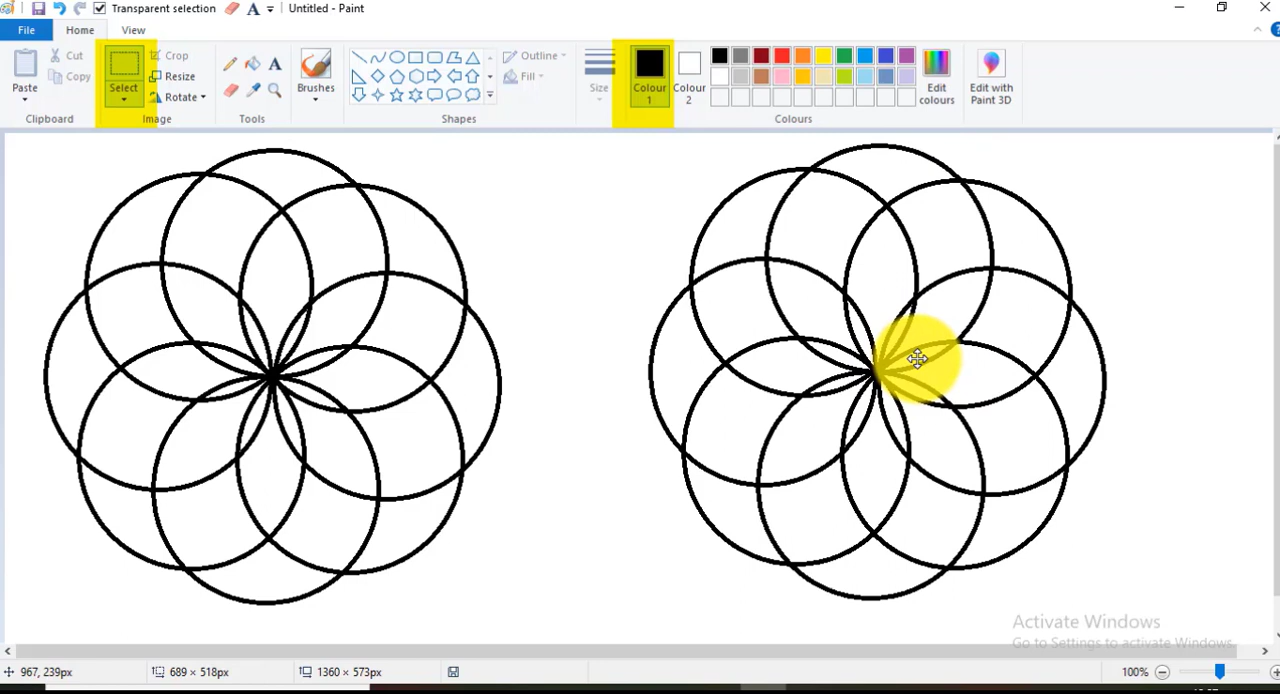 Transparent selection A Untitled - Paint
File Home View
Paste
Cut
Copy
Clipboard
Select
Crop
Resize
Rotate
Image
A
Tools
Brushes
Outline
Fill
Shapes
Size
Colour
1
Colour
2
Edit
colours
Colours
Edit with
Paint 3D
Activate Windows
Go to Settings to activate Windows.
967, 239px 689 × 518px 1360 × 573px 100%